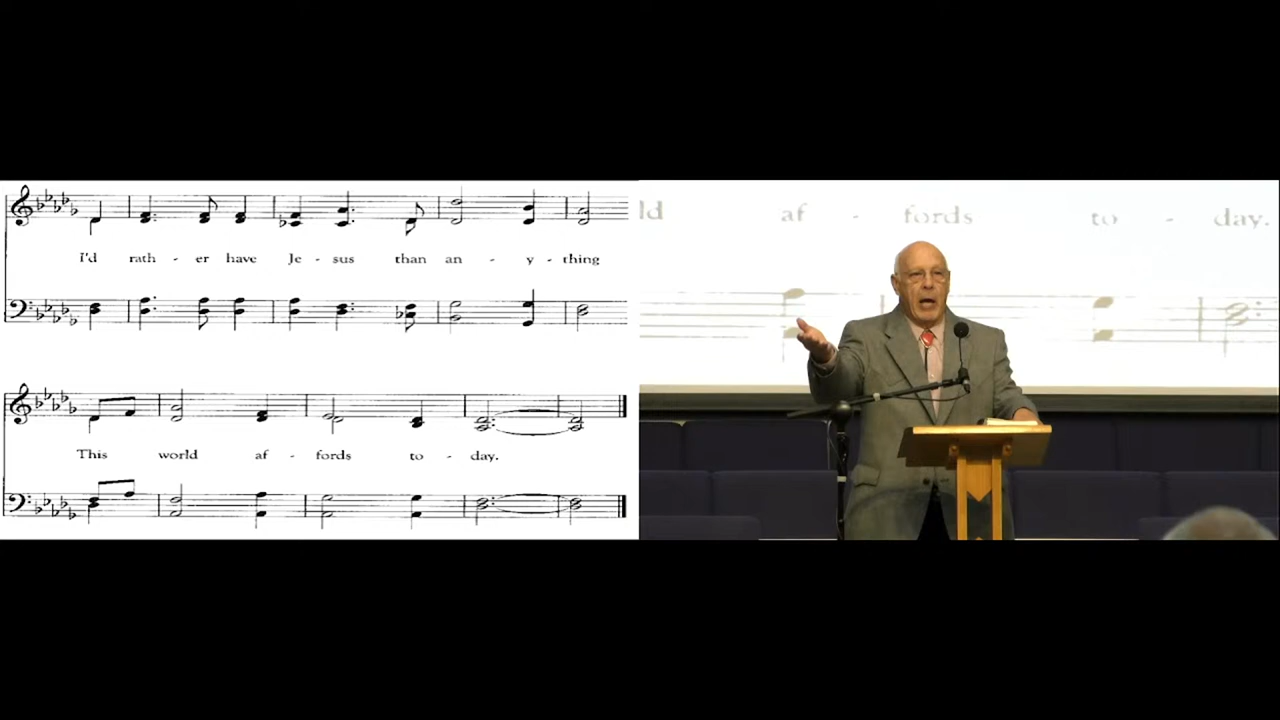 I'd rath - er have Je - sus than an - y - thing
This world af - fords to - day.
ld af - fords to - day.